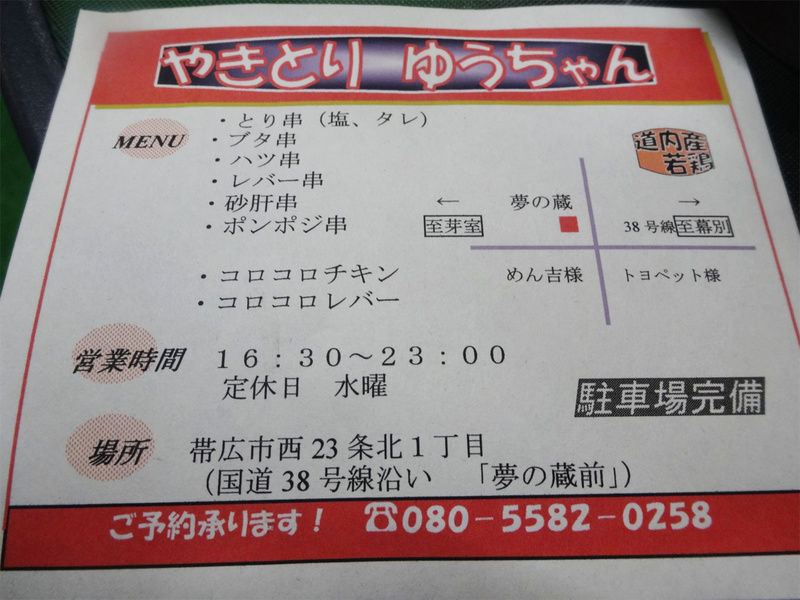 やきとり ゆうちゃん
MENU
・とり串（塩、タレ）
・ブタ串
・ハツ串
・レバー串
・砂肝串
・ポンポジ串
・コロコロチキン
・コロコロレバー
道内産
若鶏
← 夢の蔵 →
至芽室 38号線至幕別
めん吉様 トヨペット様
営業時間 16：30～23：00
定休日 水曜
駐車場完備
場所 帯広市西23条北1丁目
（国道38号線沿い 「夢の蔵前」）
ご予約承ります！ ☎080－5582－0258